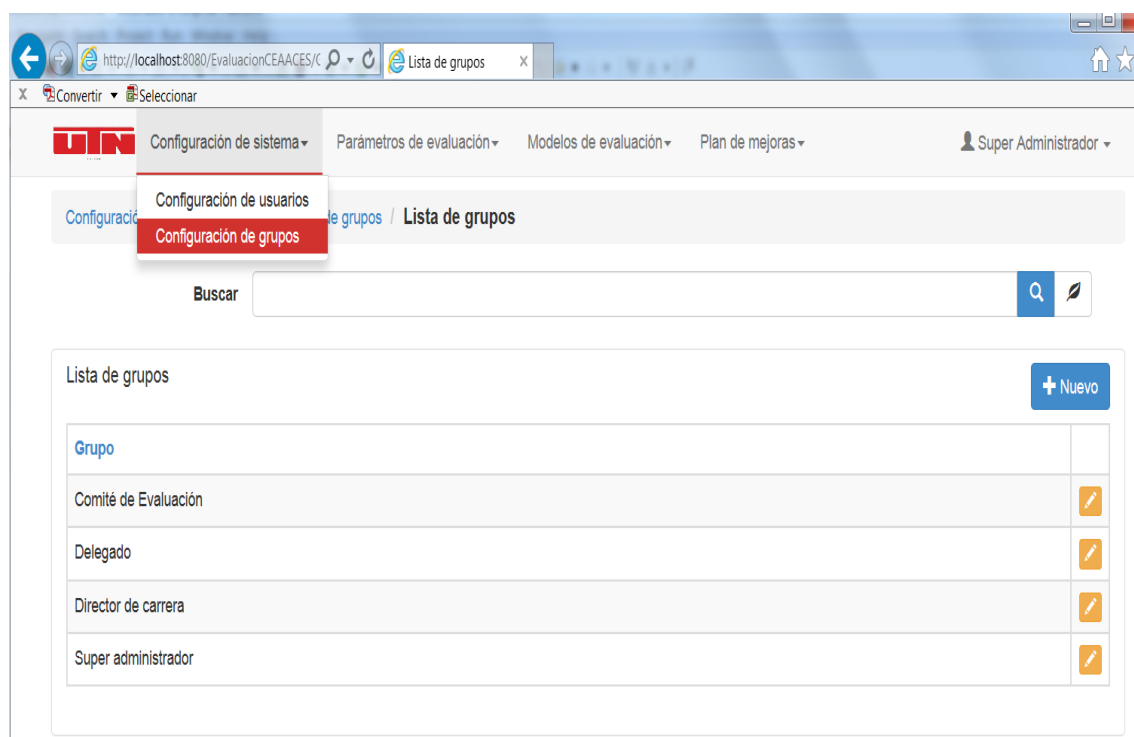 http://localhost:8080/EvaluacionCEAACES/C
Lista de grupos
X Convertir Seleccionar
UTN Configuración de sistema Parámetros de evaluación Modelos de evaluación Plan de mejoras Super Administrador
Configuración de usuarios
Configuració de grupos / Lista de grupos
Configuración de grupos
Buscar
Lista de grupos
Nuevo
Grupo
Comité de Evaluación
Delegado
Director de carrera
Super administrador